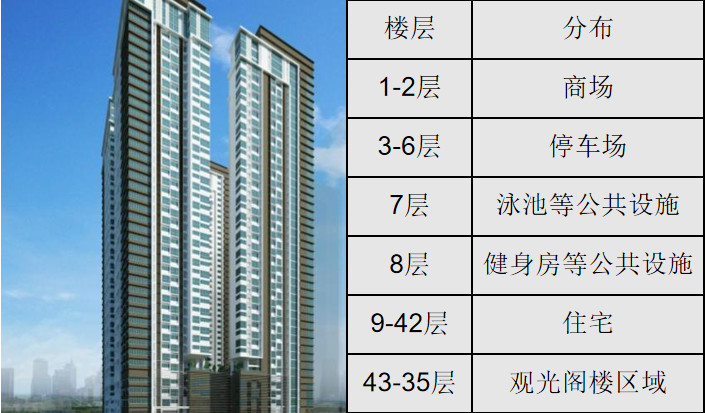 楼层 分布
1-2层 商场
3-6层 停车场
7层 泳池等公共设施
8层 健身房等公共设施
9-42层 住宅
43-35层 观光阁楼区域